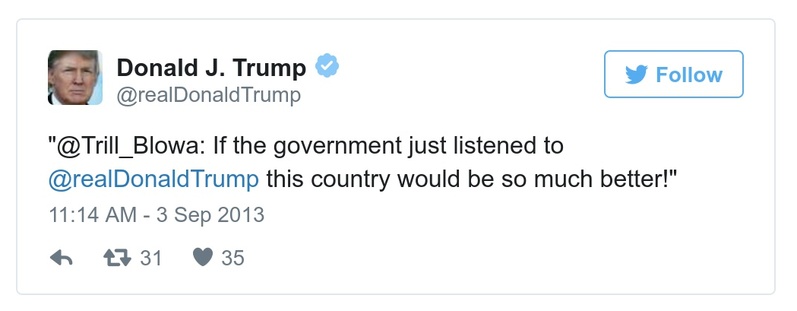 Donald J. Trump
@realDonaldTrump
Follow
"@Trill_Blowa: If the government just listened to
@realDonaldTrump this country would be so much better!"
11:14 AM - 3 Sep 2013
31 35